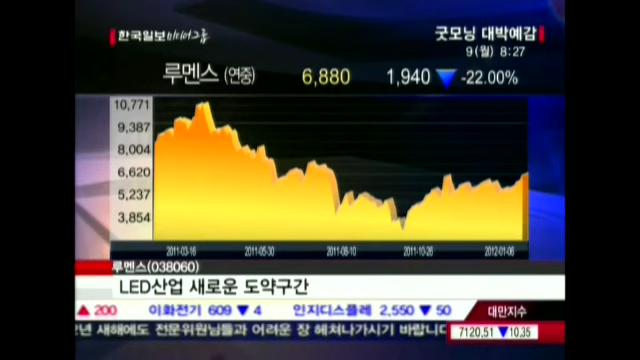 한국일보 미디어그룹
굿모닝 대박예감
9(월) 8:27
루멘스 (연중) 6,880 1,940 ▼ -22.00%
10,771
9,387
8,004
6,620
5,237
3,854
2011-03-16 2011-05-30 2011-08-10 2011-10-26 2012-01-06
루멘스(038060)
LED산업 새로운 도약구간
▲ 200 이화전기 609 ▼ 4 인지디스플레 2,550 ▼ 50 대만지수
년 새해에도 전문위원님들과 어려운 장 헤쳐나가시기 바랍니다 7120.51 ▼10.35